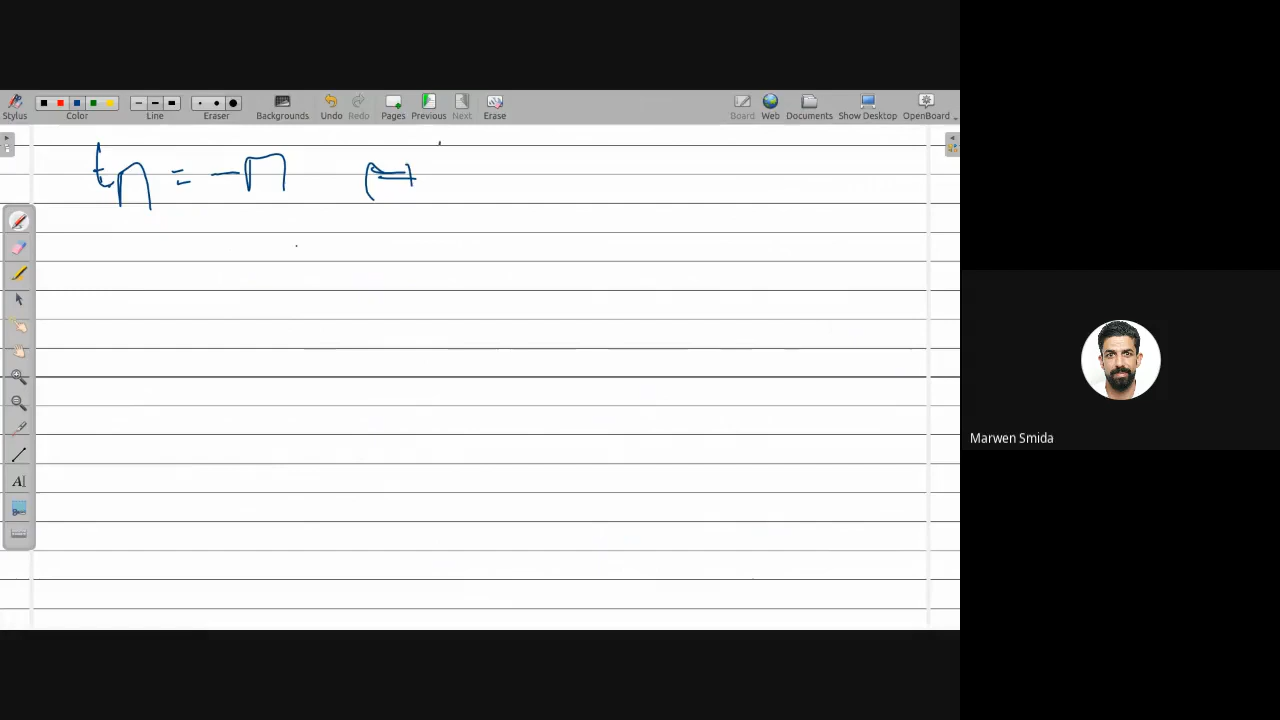 Stylus Color Line Eraser Backgrounds Undo Redo Pages Previous Next Erase Board Web Documents Show Desktop OpenBoard
ᵗM = -M ⟺
Marwen Smida